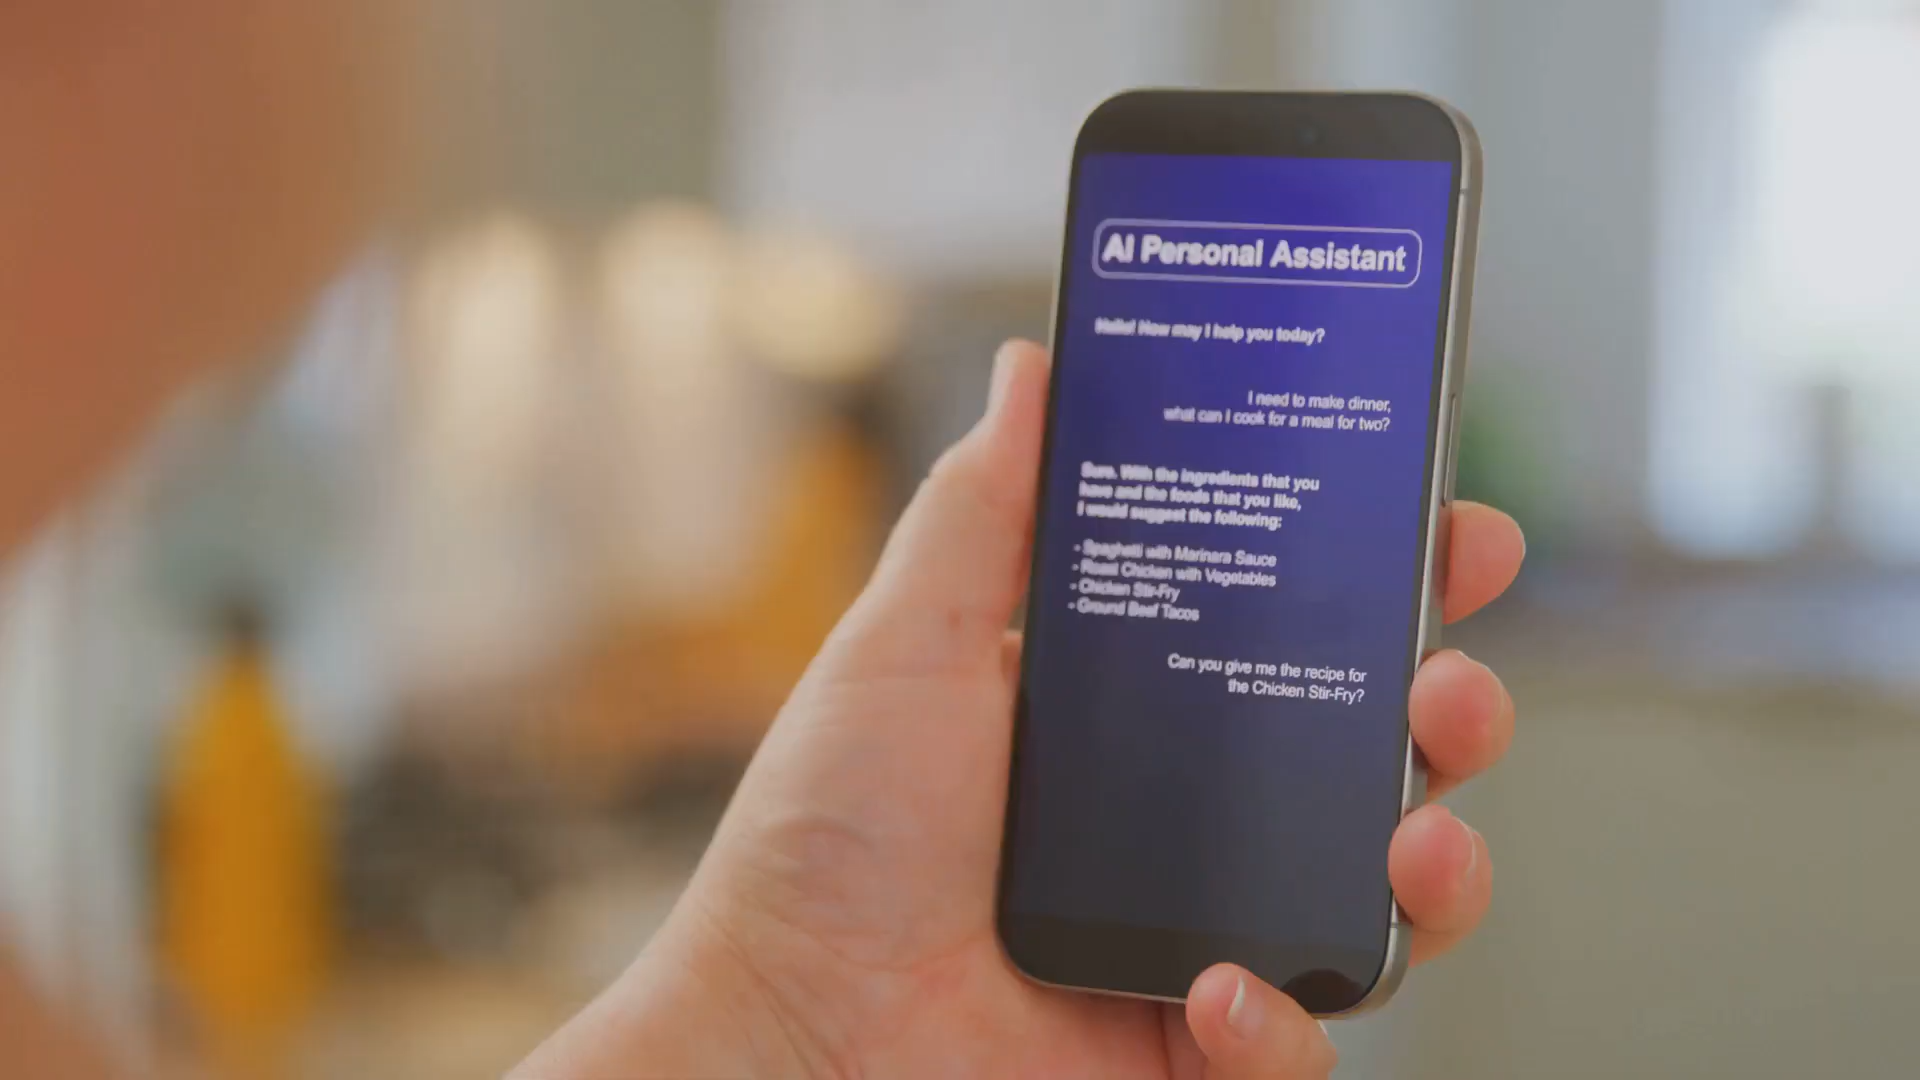 AI Personal Assistant
Hello! How may I help you today?
I need to make dinner,
what can I cook for a meal for two?
Sure. With the ingredients that you
have and the foods that you like,
I would suggest the following:
- Spaghetti with Marinara Sauce
- Roast Chicken with Vegetables
- Chicken Stir-Fry
- Ground Beef Tacos
Can you give me the recipe for
the Chicken Stir-Fry?